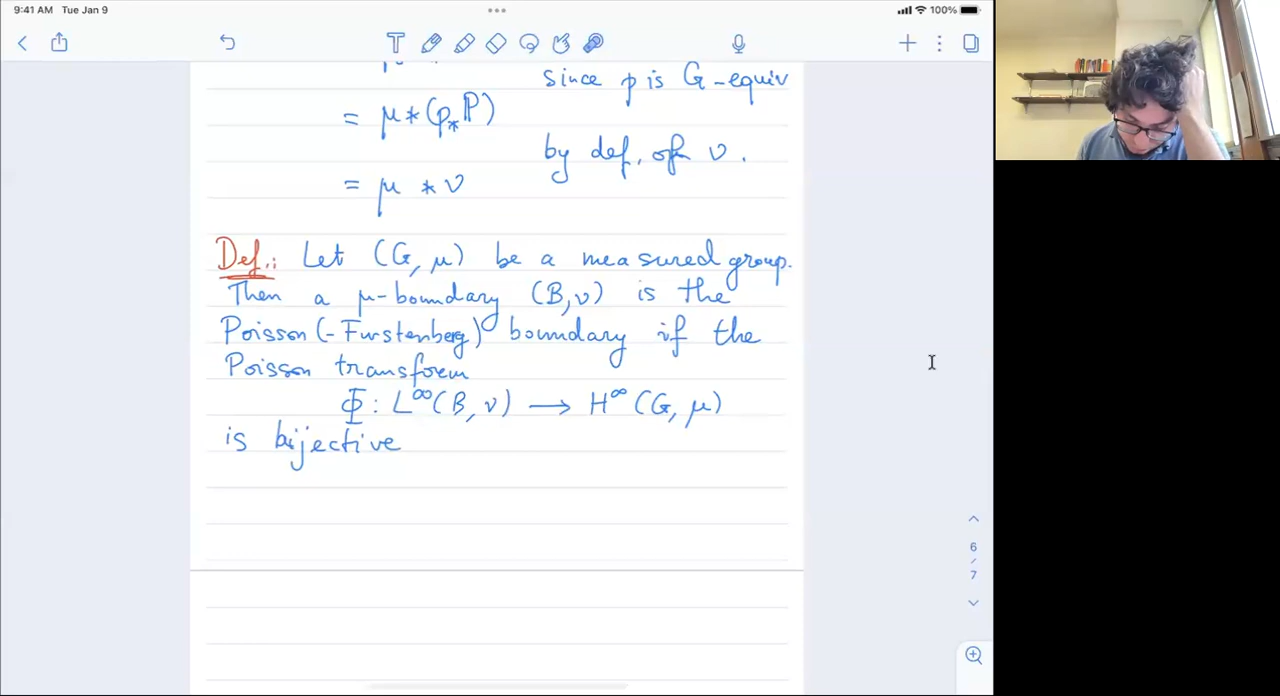 9:41 AM Tue Jan 9
100%
since p is G-equiv
= μ * (p_* ℙ)
by def. of ν.
= μ * ν
Def.: Let (G, μ) be a measured group.
Then a μ-boundary (B, ν) is the
Poisson (-Furstenberg) boundary if the
Poisson transform
Φ : L^∞ (B, ν) → H^∞ (G, μ)
is bijective
6
/
7